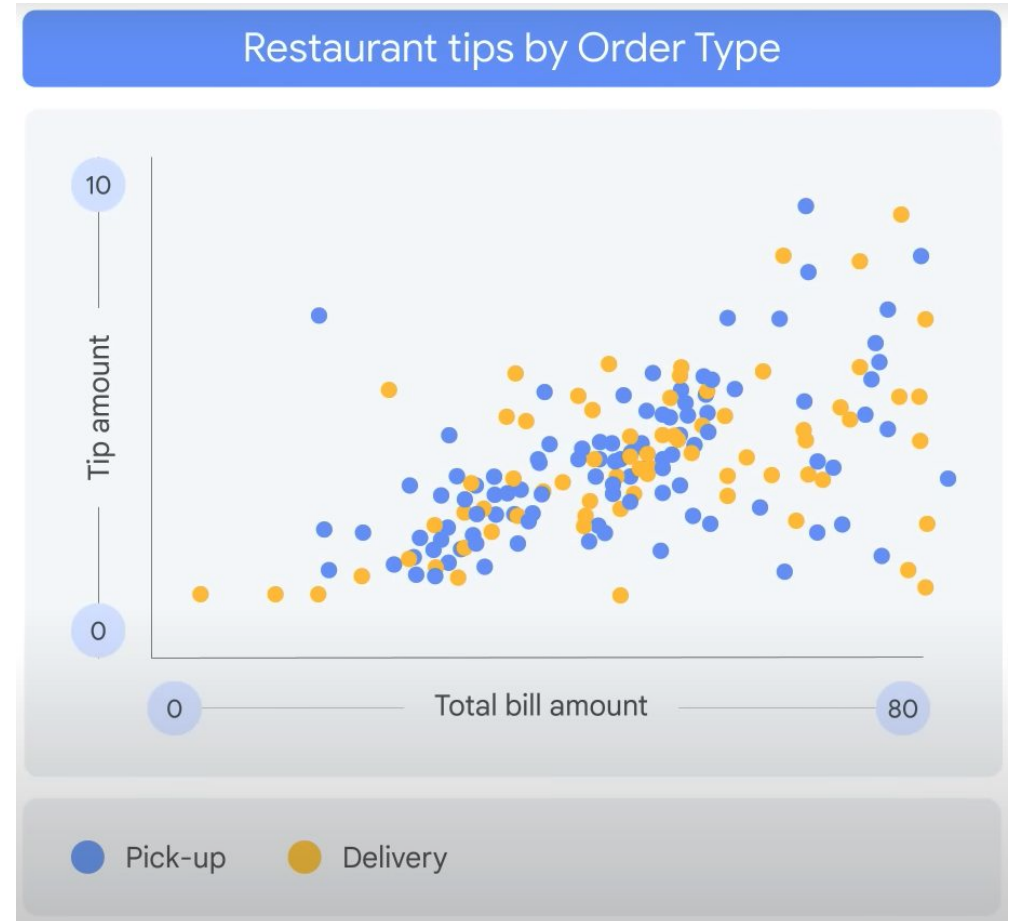 Restaurant tips by Order Type
10
Tip amount
0
0
Total bill amount
80
Pick-up
Delivery